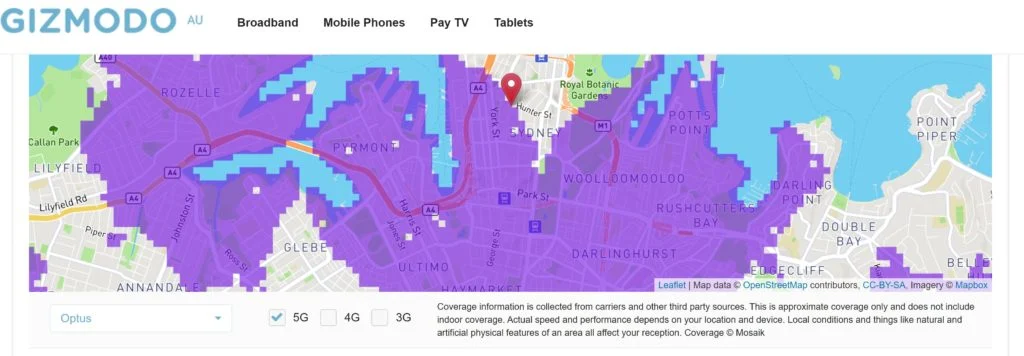 GIZMODO AU
Broadband Mobile Phones Pay TV Tablets
A40
ROZELLE
A4
Hunter St
Royal Botanic
Gardens
York St
SYDNEY
M1
POTTS
POINT
POINT
PIPER
Callan Park
A4
PYRMONT
LILYFIELD
A4
WOOLLOOMOOLOO
DARLING
POINT
Lilyfield Rd
A4
Johnston St
Harris St
A4
Park St
RUSHCUTTERS
BAY
DOUBLE
BAY
Piper St
Jones St
George St
Ross St
GLEBE
ULTIMO
DARLINGHURST
EDGECLIFF
BELLE
ANNANDALE
HAYMARKET
Leaflet | Map data © OpenStreetMap contributors, CC-BY-SA, Imagery © Mapbox
Optus
5G 4G 3G
Coverage information is collected from carriers and other third party sources. This is approximate coverage only and does not include
indoor coverage. Actual speed and performance depends on your location and device. Local conditions and things like natural and
artificial physical features of an area all affect your reception. Coverage © Mosaik